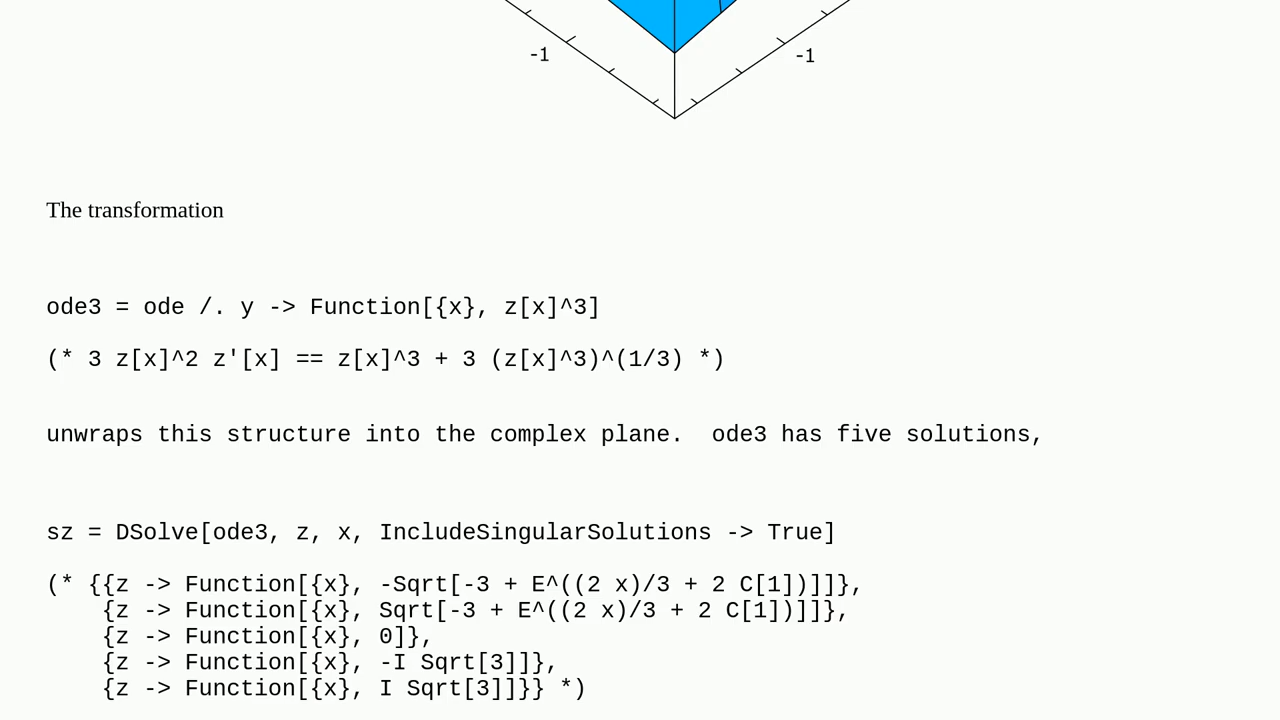 -1
-1
The transformation
ode3 = ode /. y -> Function[{x}, z[x]^3]
(* 3 z[x]^2 z'[x] == z[x]^3 + 3 (z[x]^3)^(1/3) *)
unwraps this structure into the complex plane.  ode3 has five solutions,
sz = DSolve[ode3, z, x, IncludeSingularSolutions -> True]
(* {{z -> Function[{x}, -Sqrt[-3 + E^((2 x)/3 + 2 C[1])]]},
    {z -> Function[{x}, Sqrt[-3 + E^((2 x)/3 + 2 C[1])]]},
    {z -> Function[{x}, 0]},
    {z -> Function[{x}, -I Sqrt[3]]},
    {z -> Function[{x}, I Sqrt[3]]}} *)